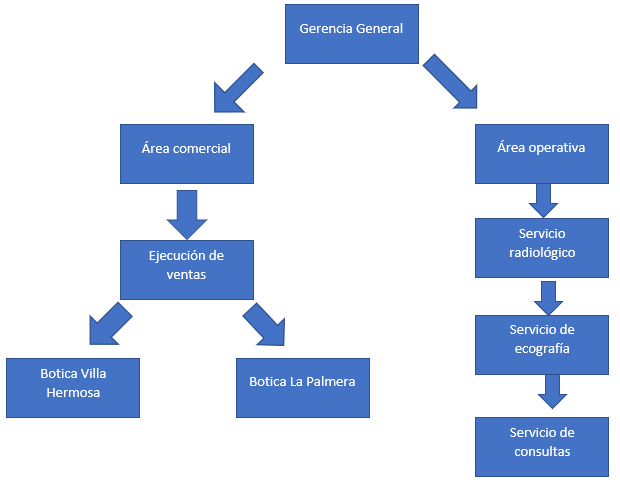 Gerencia General
Área comercial
Área operativa
Ejecución de
ventas
Servicio
radiológico
Servicio de
ecografía
Botica Villa
Hermosa
Botica La Palmera
Servicio de
consultas